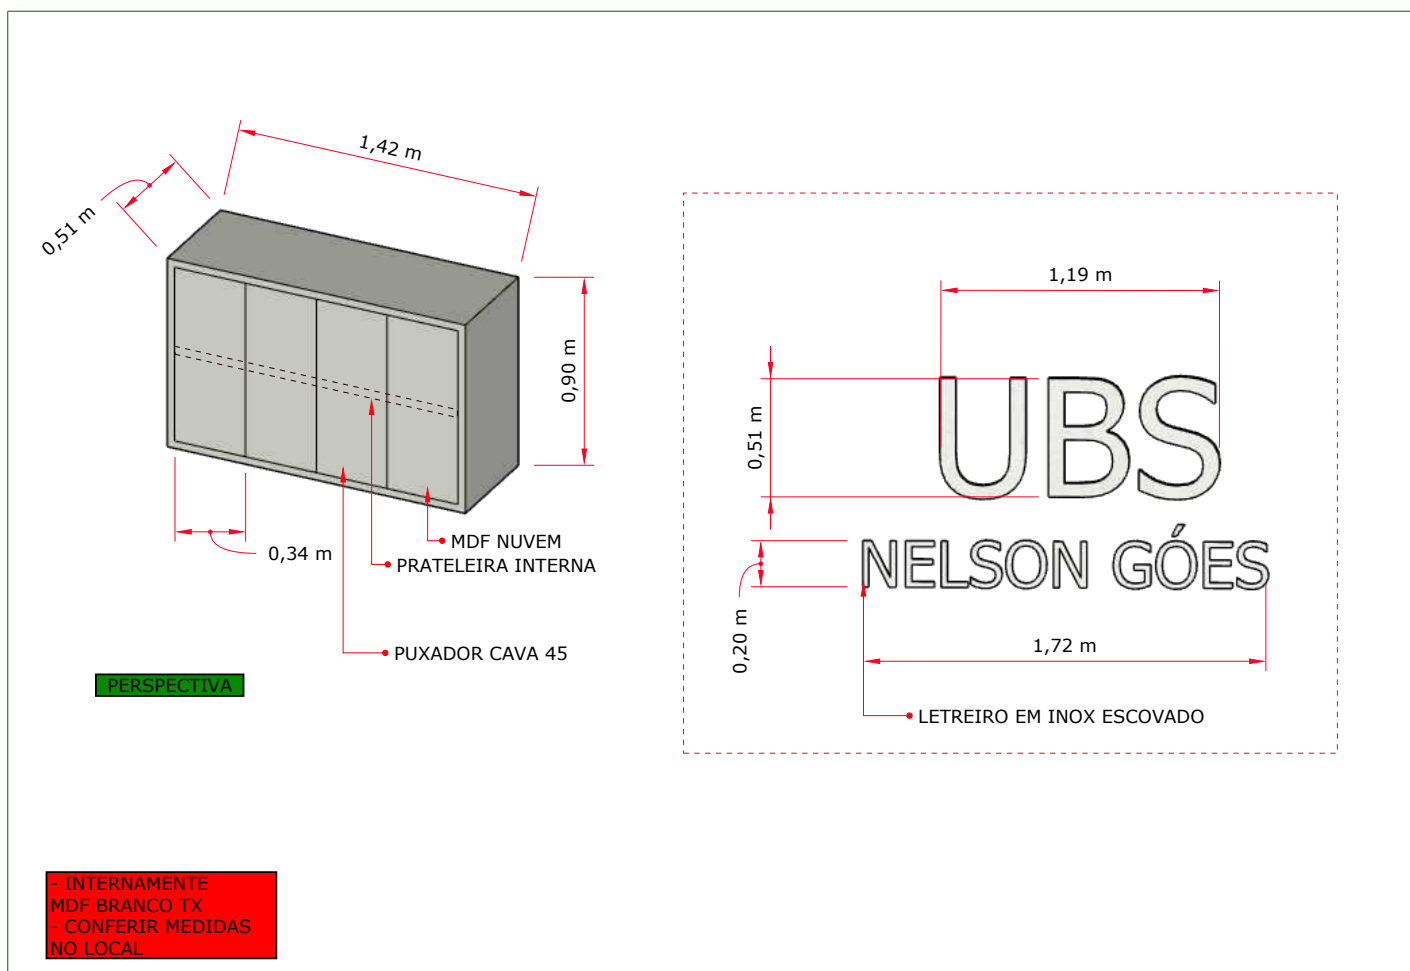 1,42 m
0,51 m
0,90 m
0,34 m
MDF NUVEM
PRATELEIRA INTERNA
PUXADOR CAVA 45
PERSPECTIVA
1,19 m
0,51 m
UBS
NELSON GÓES
0,20 m
1,72 m
LETREIRO EM INOX ESCOVADO
- INTERNAMENTE
MDF BRANCO TX
- CONFERIR MEDIDAS
NO LOCAL